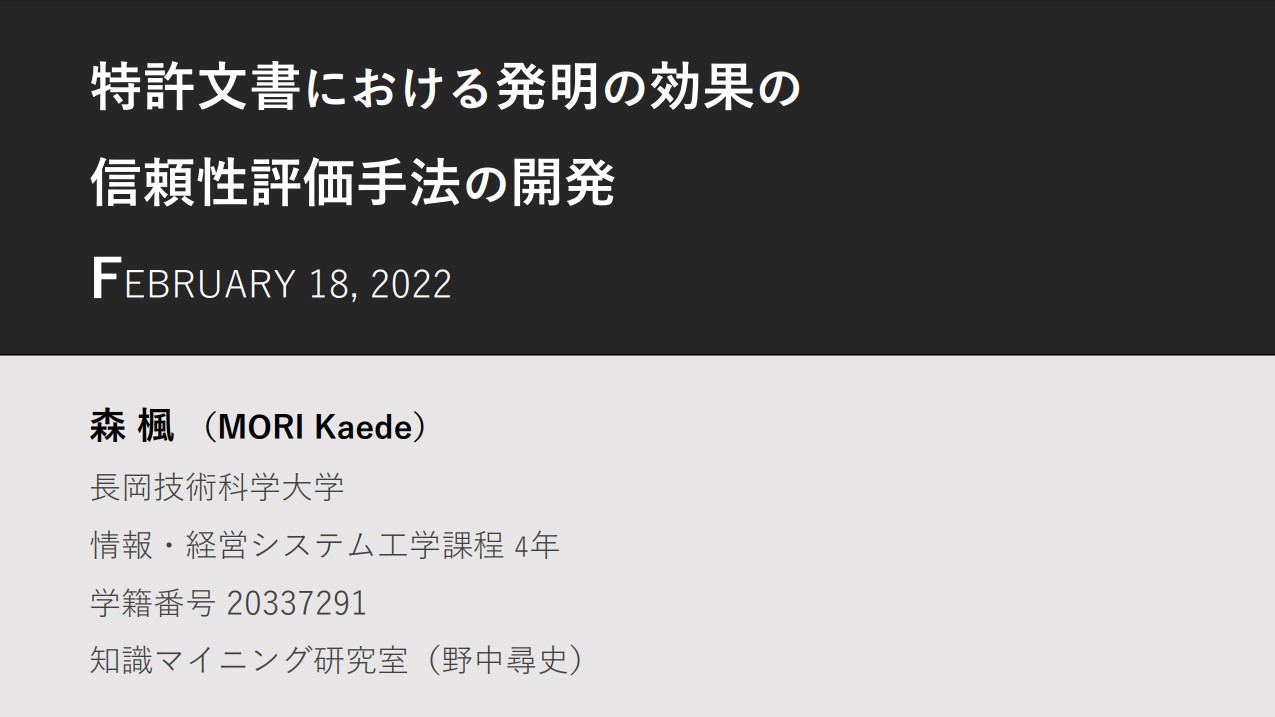 特許文書における発明の効果の
信頼性評価手法の開発
FEBRUARY 18, 2022
森 楓 （MORI Kaede）
長岡技術科学大学
情報・経営システム工学課程 4年
学籍番号 20337291
知識マイニング研究室（野中尋史）